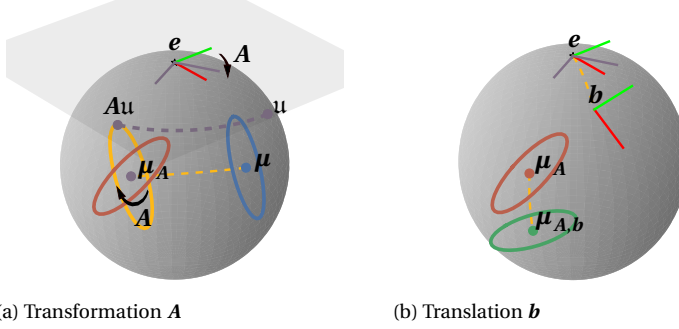 e
A
Au
u
μ_A
μ
A
(a) Transformation A
e
b
μ_A
μ_A,b
(b) Translation b